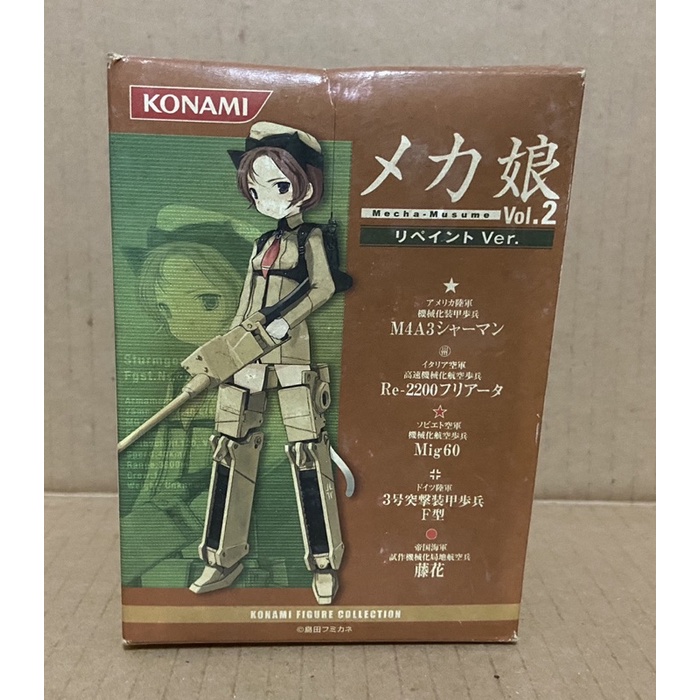 KONAMI
メカ娘
Mecha-Musume Vol.2
リペイント Ver.
アメリカ陸軍
機械化装甲歩兵
M4A3シャーマン
イタリア空軍
高速機械化航空歩兵
Re-2200フリアータ
ソビエト空軍
機械化航空歩兵
Mig60
ドイツ陸軍
3号突撃装甲歩兵
F型
帝国海軍
試作機械化局地航空兵
藤花
Sturmge
Fgst.N
KONAMI FIGURE COLLECTION
©島田フミカネ